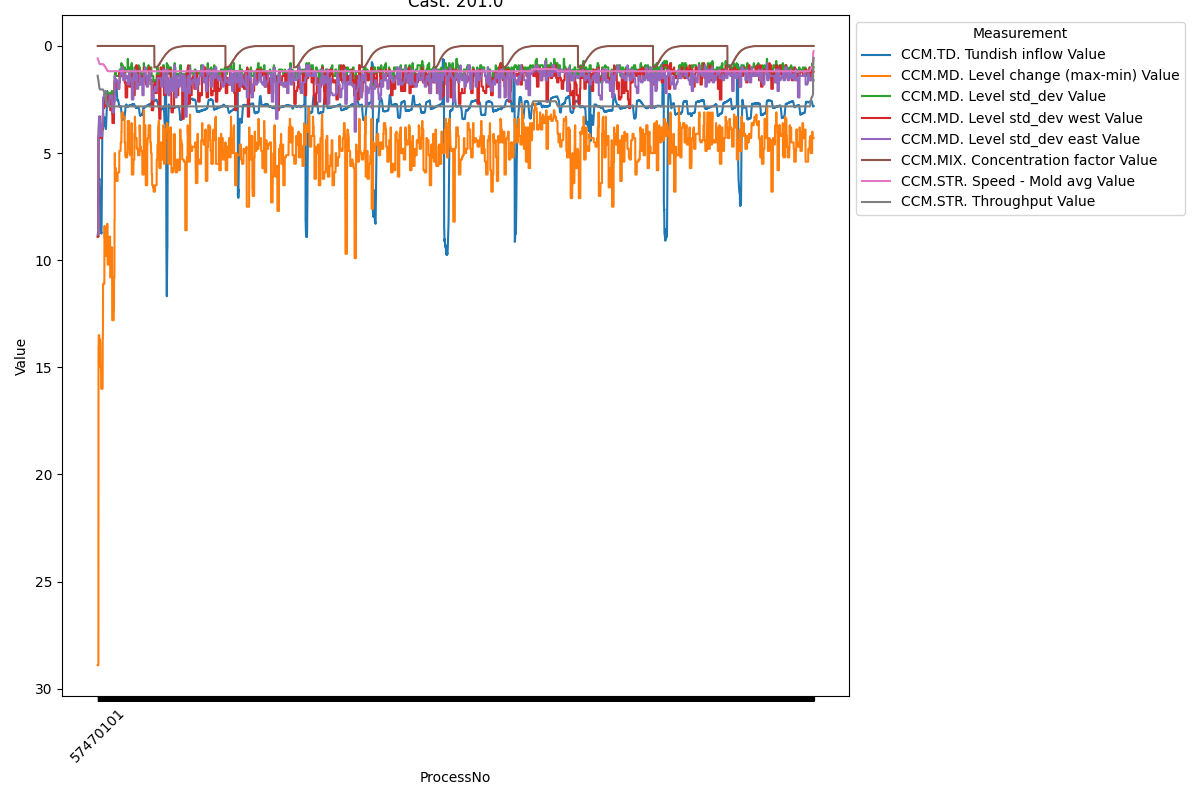 Cast: 201.0
Measurement
CCM.TD. Tundish inflow Value
CCM.MD. Level change (max-min) Value
CCM.MD. Level std_dev Value
CCM.MD. Level std_dev west Value
CCM.MD. Level std_dev east Value
CCM.MIX. Concentration factor Value
CCM.STR. Speed - Mold avg Value
CCM.STR. Throughput Value
Value
0
5
10
15
20
25
30
57470101
ProcessNo